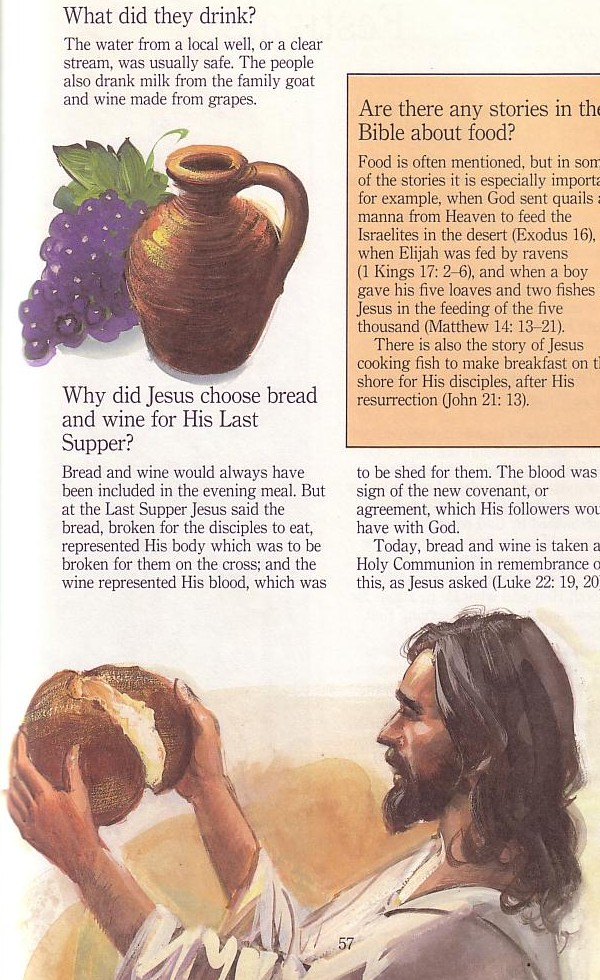 What did they drink?
The water from a local well, or a clear
stream, was usually safe. The people
also drank milk from the family goat
and wine made from grapes.
Are there any stories in the
Bible about food?
Food is often mentioned, but in som
of the stories it is especially importa
for example, when God sent quails a
manna from Heaven to feed the
Israelites in the desert (Exodus 16),
when Elijah was fed by ravens
(1 Kings 17: 2–6), and when a boy
gave his five loaves and two fishes
Jesus in the feeding of the five
thousand (Matthew 14: 13–21).
There is also the story of Jesus
cooking fish to make breakfast on th
shore for His disciples, after His
resurrection (John 21: 13).
Why did Jesus choose bread
and wine for His Last
Supper?
Bread and wine would always have
been included in the evening meal. But
at the Last Supper Jesus said the
bread, broken for the disciples to eat,
represented His body which was to be
broken for them on the cross; and the
wine represented His blood, which was
to be shed for them. The blood was
sign of the new covenant, or
agreement, which His followers wou
have with God.
Today, bread and wine is taken a
Holy Communion in remembrance o
this, as Jesus asked (Luke 22: 19, 20)
57